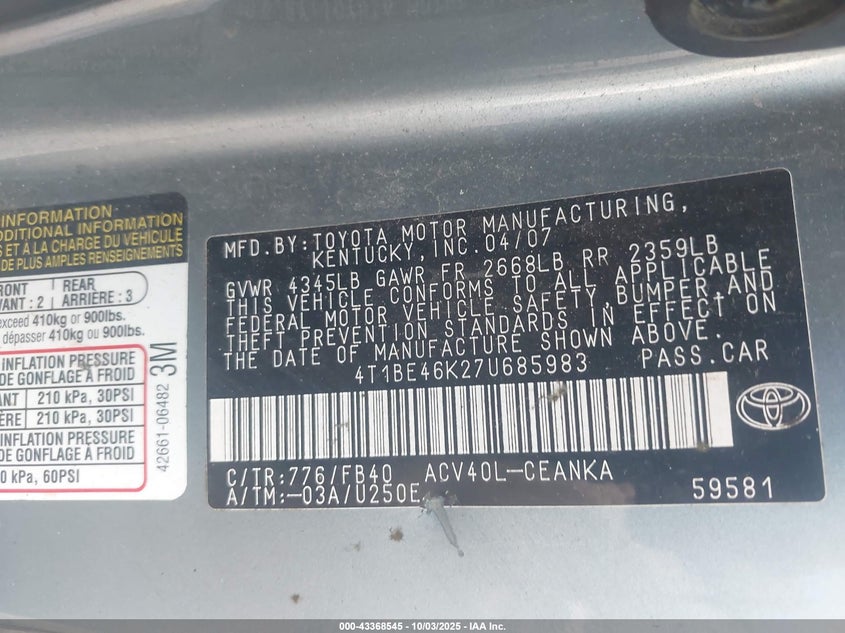 INFORMATION
ADDITIONAL INFORMATION
ET À LA CHARGE DU VÉHICULE
DE PLUS AMPLES RENSEIGNEMENTS
FRONT
: 2
REAR
ARRIÈRE : 3
exceed 410kg or 900lbs.
dépasser 410kg ou 900lbs.
INFLATION PRESSURE
DE GONFLAGE À FROID
210 kPa, 30PSI
210 kPa, 30PSI
INFLATION PRESSURE
DE GONFLAGE À FROID
kPa, 60PSI
42661-06482 3M
MFD.BY:TOYOTA MOTOR MANUFACTURING,
KENTUCKY,INC.04/07
GVWR 4345LB GAWR FR 2668LB RR 2359LB
THIS VEHICLE CONFORMS TO ALL APPLICABLE
FEDERAL MOTOR VEHICLE SAFETY,BUMPER,AND
THEFT PREVENTION STANDARDS IN EFFECT ON
THE DATE OF MANUFACTURE SHOWN ABOVE.
4T1BE46K27U685983 PASS.CAR
C/TR:776/FB40 ACV40L-CEANKA
A/TM:-03A/U250E 59581
000-43368545 - 10/03/2025 - IAA Inc.